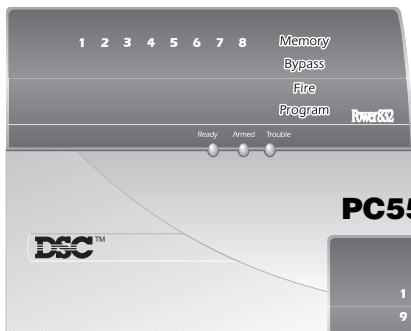 1 2 3 4 5 6 7 8 Memory
Bypass
Fire
Program Power832
Ready Armed Trouble
PC55
DSC™
1
9